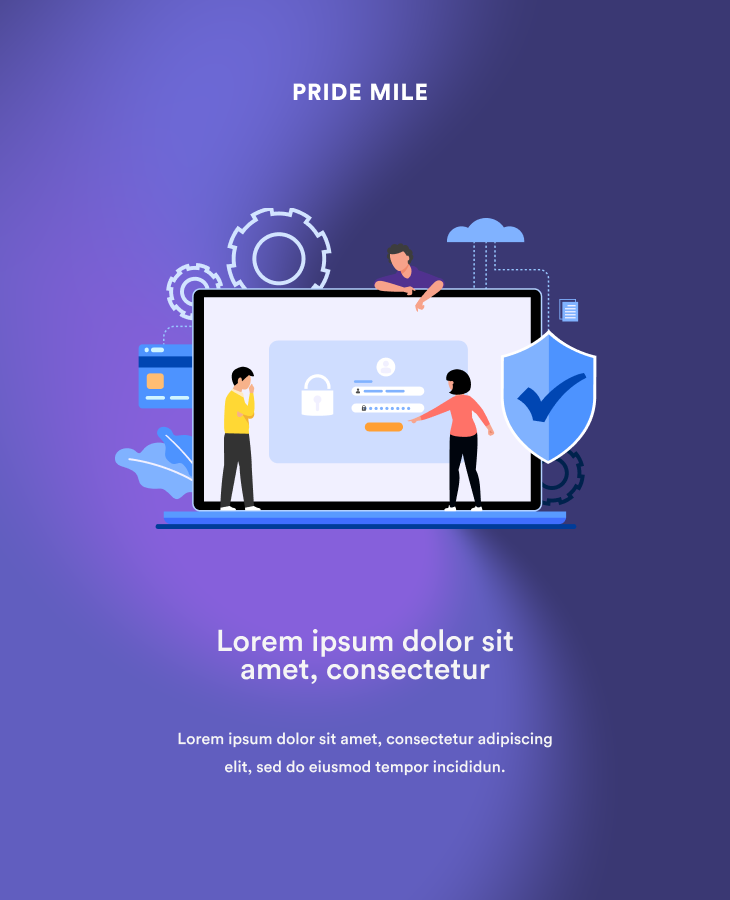 PRIDE MILE
Lorem ipsum dolor sit
amet, consectetur
Lorem ipsum dolor sit amet, consectetur adipiscing
elit, sed do eiusmod tempor incididun.